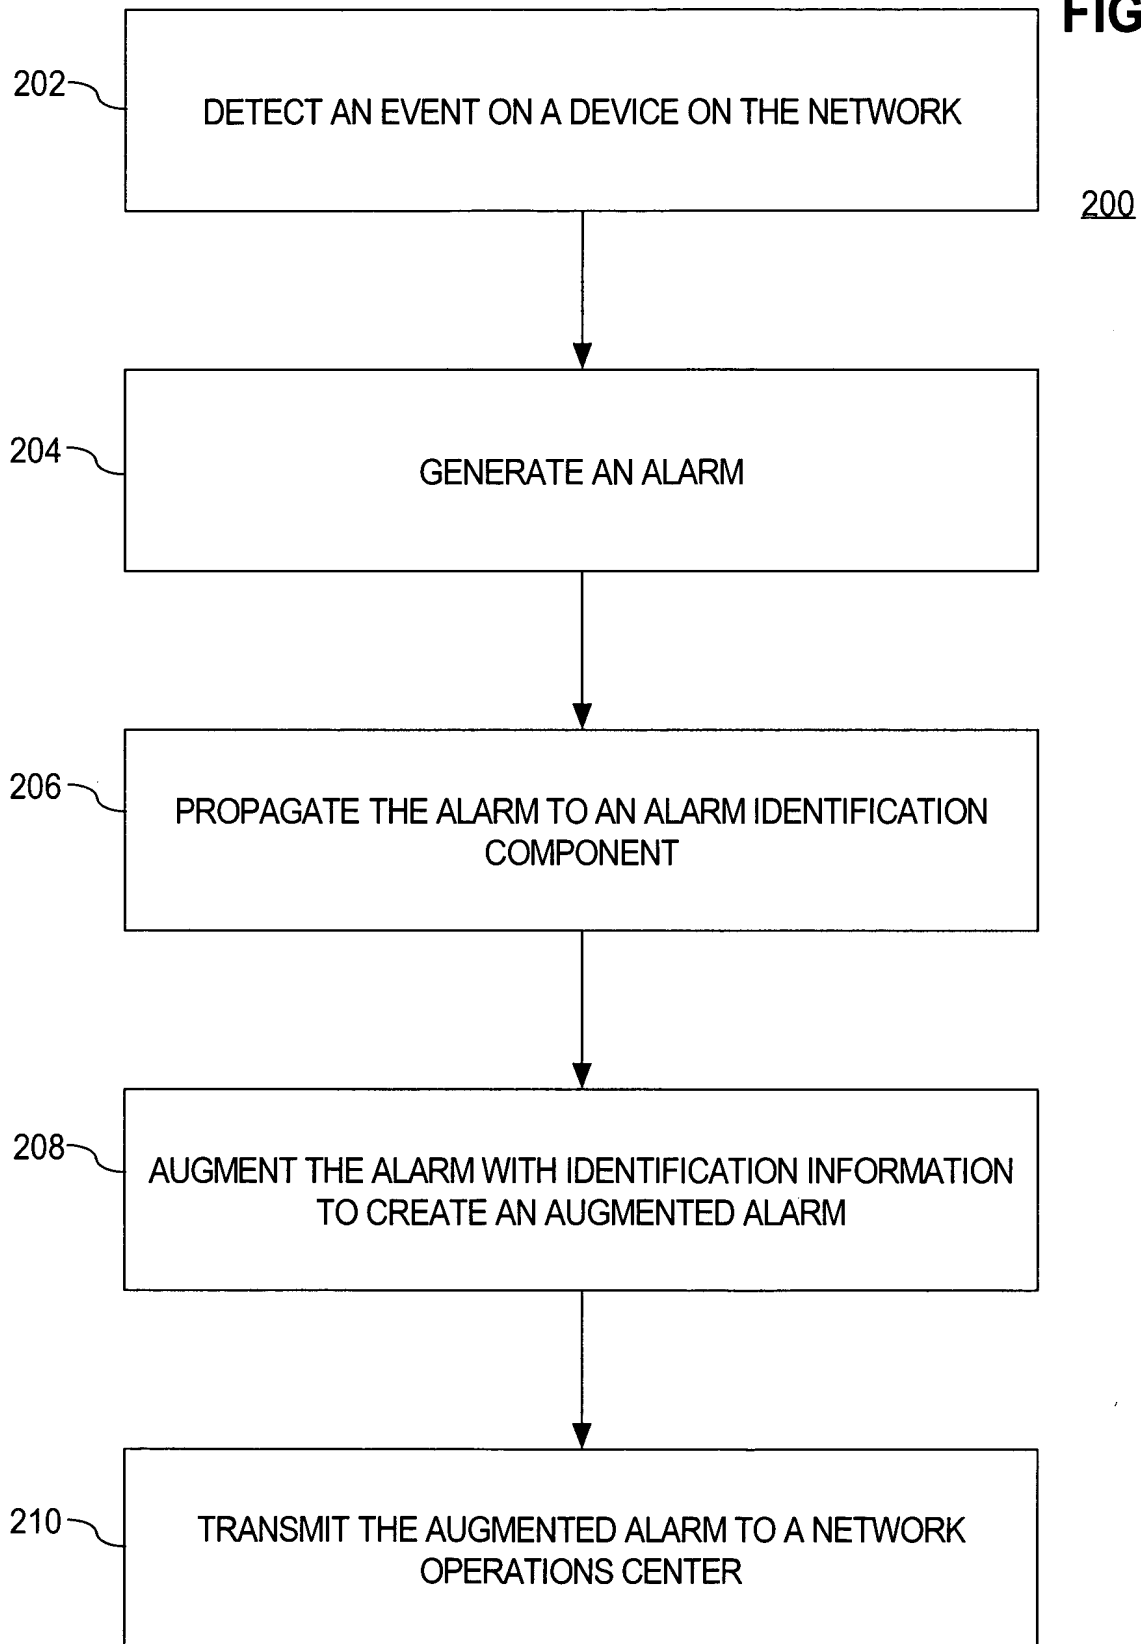 FIG
202
DETECT AN EVENT ON A DEVICE ON THE NETWORK
200
204
GENERATE AN ALARM
206
PROPAGATE THE ALARM TO AN ALARM IDENTIFICATION
COMPONENT
208
AUGMENT THE ALARM WITH IDENTIFICATION INFORMATION
TO CREATE AN AUGMENTED ALARM
210
TRANSMIT THE AUGMENTED ALARM TO A NETWORK
OPERATIONS CENTER